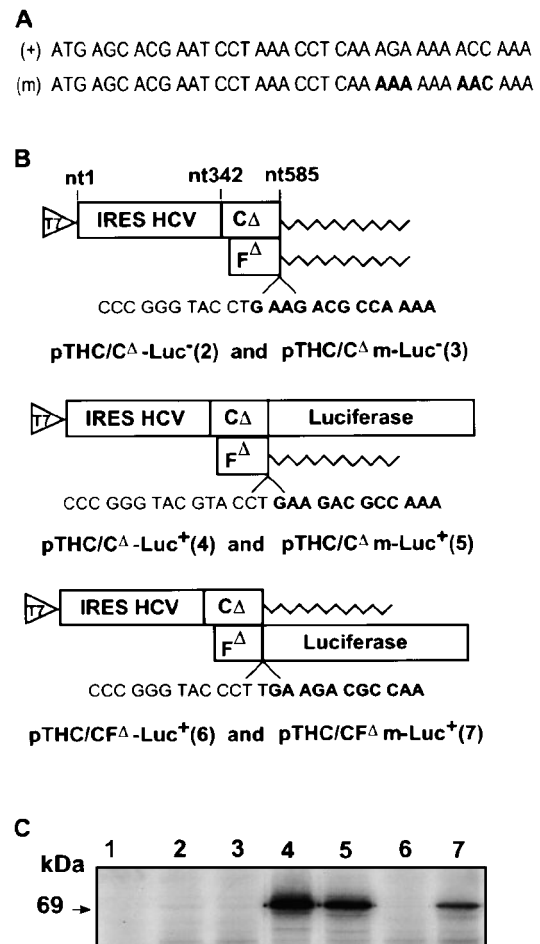 A
(+) ATG AGC ACG AAT CCT AAA CCT CAA AGA AAA ACC AAA
(m) ATG AGC ACG AAT CCT AAA CCT CAA AAA AAA AAC AAA
B
nt1 nt342 nt585
T7 IRES HCV CΔ
FΔ
CCC GGG TAC CTG AAG ACG CCA AAA
pTHC/CΔ-Luc⁻(2) and pTHC/CΔm-Luc⁻(3)
T7 IRES HCV CΔ Luciferase
FΔ
CCC GGG TAC GTA CCT GAA GAC GCC AAA
pTHC/CΔ-Luc⁺(4) and pTHC/CΔm-Luc⁺(5)
T7 IRES HCV CΔ
FΔ Luciferase
CCC GGG TAC CCT TGA AGA CGC CAA
pTHC/CFΔ-Luc⁺(6) and pTHC/CFΔm-Luc⁺(7)
C
kDa 1 2 3 4 5 6 7
69